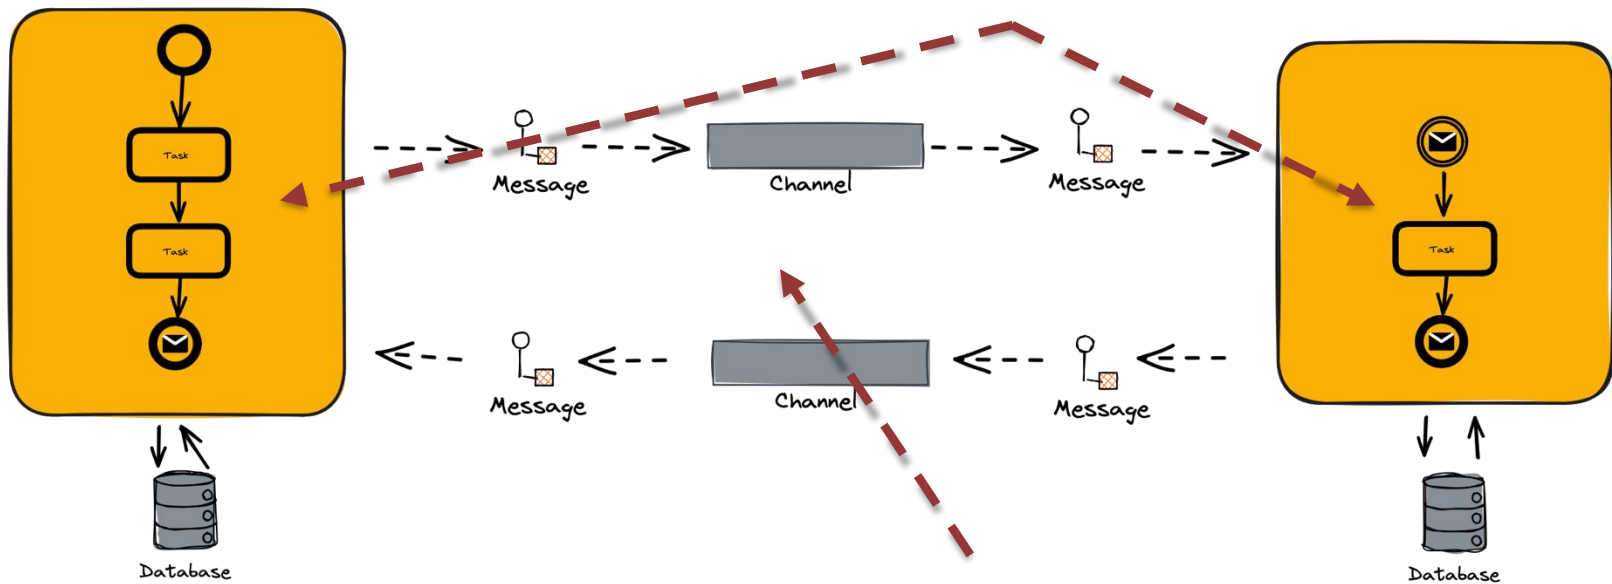 Task
Message
Channel
Message
Task
Task
Message
Channel
Message
Database
Database